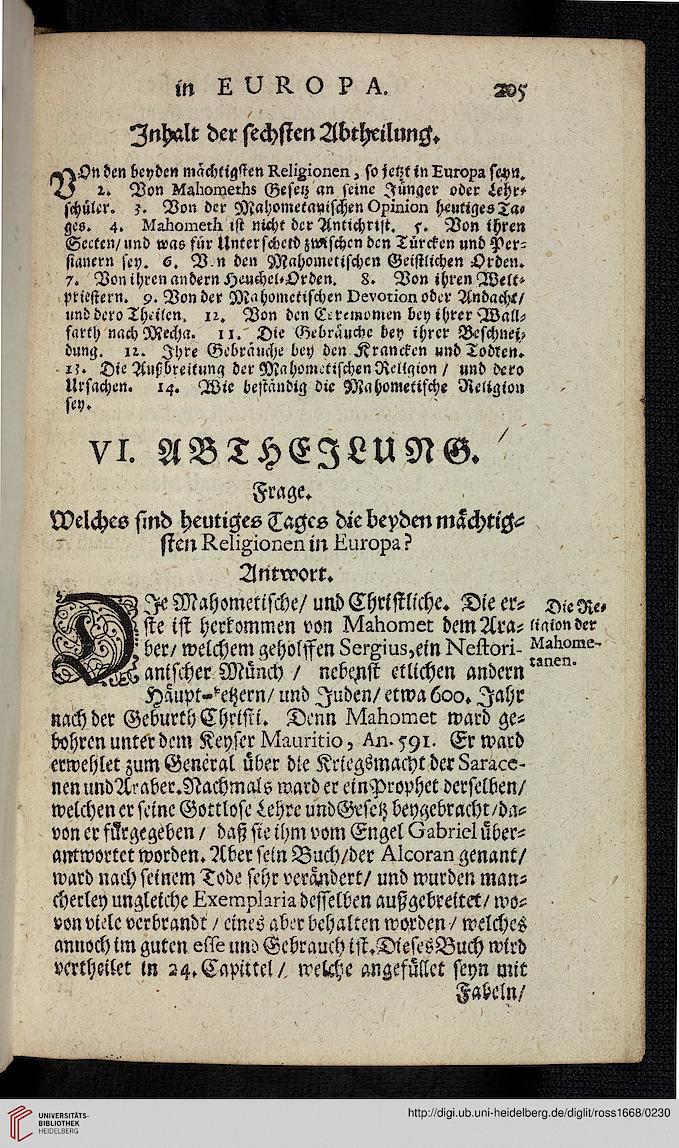 in EUROPA. 205
Inhalt der sechsten Abtheilung.
VOn den beyden mächtigsten Religionen, so jetzt in Europa seyn.
2. Von Mahomeths Gesetz an seine Jünger oder Lehr-
schüler. 3. Von der Mahometanischen Opinion heutiges Ta-
ges. 4. Mahometh ist nicht der Antichrist. 5. Von ihren
Secten/ und was für Unterscheid zwischen den Türcken und Per-
sianern sey. 6. Von den Mahometischen Geistlichen Orden.
7. Von ihren andern Heuchel-Orden. 8. Von ihren Welt-
priestern. 9. Von der Mahometischen Devotion oder Andacht/
und dero Theilen. 12. Von den Ceremonien bey ihrer Wall-
farth nach Mecha. 11. Die Gebräuche bey ihrer Beschnei-
dung. 12. Ihre Gebräuche bey den Krancken und Todten.
13. Die Außbreitung der Mahometischen Religion / und dero
Ursachen. 14. Wie beständig die Mahometische Religion
sey.
VI. ABTHEILUNG.
Frage.
Welches sind heutiges Tages die beyden mächtig-
sten Religionen in Europa?
Antwort.
DIe Mahometische/ und Christliche. Die er-
ste ist herkommen von Mahomet dem Ara-
ber/ welchem geholffen Sergius, ein Nestori-
anischer Münch / nebenst etlichen andern
Häupt-ketzern/ und Juden/ etwa 600. Jahr
nach der Geburth Christi. Denn Mahomet ward ge-
bohren unter dem Keyser Mauritio, An. 591. Er ward
erwehlet zum General über die Kriegsmacht der Sarace-
nen und Araber. Nachmals ward er ein Prophet derselben/
welchen er seine Gottlose Lehre und Gesetz beygebracht/da-
von er fürgegeben / daß sie ihm vom Engel Gabriel über-
antwortet worden. Aber sein Buch/der Alcoran genant/
ward nach seinem Tode sehr verändert/ und wurden man-
cherley ungleiche Exemplaria desselben außgebreitet/ wo-
von viele verbrandt / eines aber behalten worden / welches
annoch im guten esse und Gebrauch ist. Dieses Buch wird
vertheilet in 24. Capittel / welche angefüllet seyn mit
Fabeln/
Die Re-
ligion der
Mahome-
tanen.
UNIVERSITÄTS-
BIBLIOTHEK
HEIDELBERG
http://digi.ub.uni-heidelberg.de/diglit/ross1668/0230